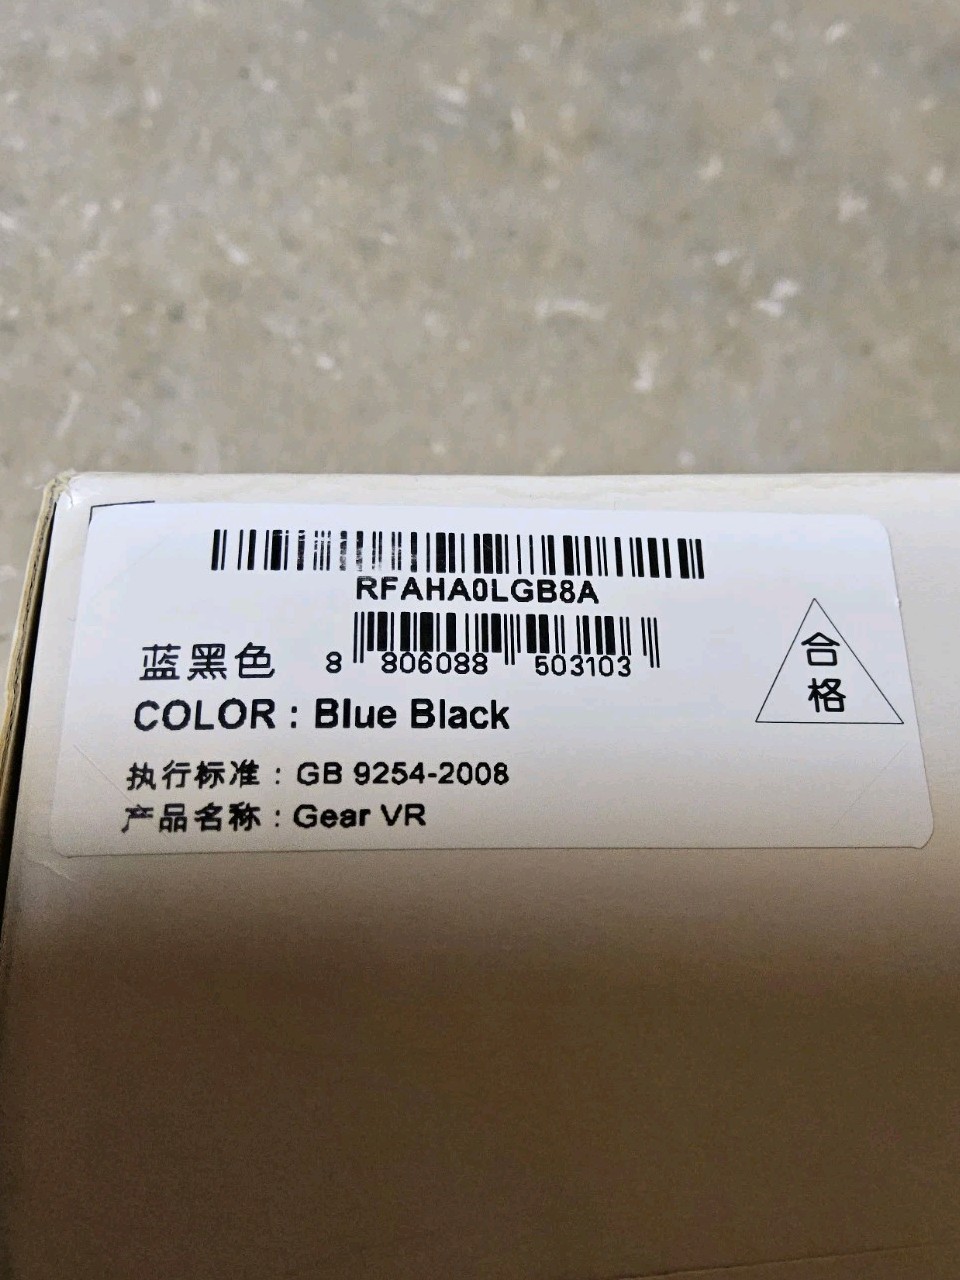 RFAHA0LGB8A
蓝黑色
8 806088 503103
COLOR : Blue Black
执行标准 : GB 9254-2008
产品名称 : Gear VR
合
格